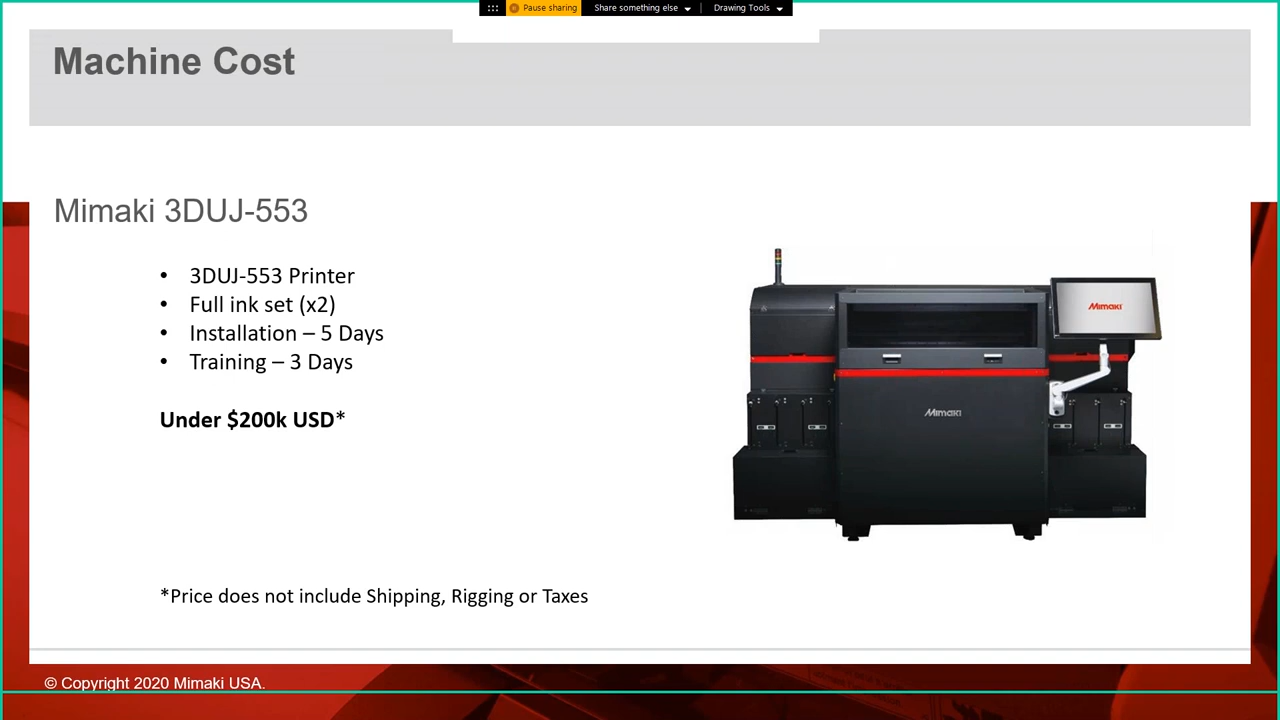 Pause sharing
Share something else
Drawing Tools
Machine Cost
Mimaki 3DUJ-553
• 3DUJ-553 Printer
• Full ink set (x2)
• Installation – 5 Days
• Training – 3 Days
Under $200k USD*
Mimaki
Mimaki
*Price does not include Shipping, Rigging or Taxes
© Copyright 2020 Mimaki USA.